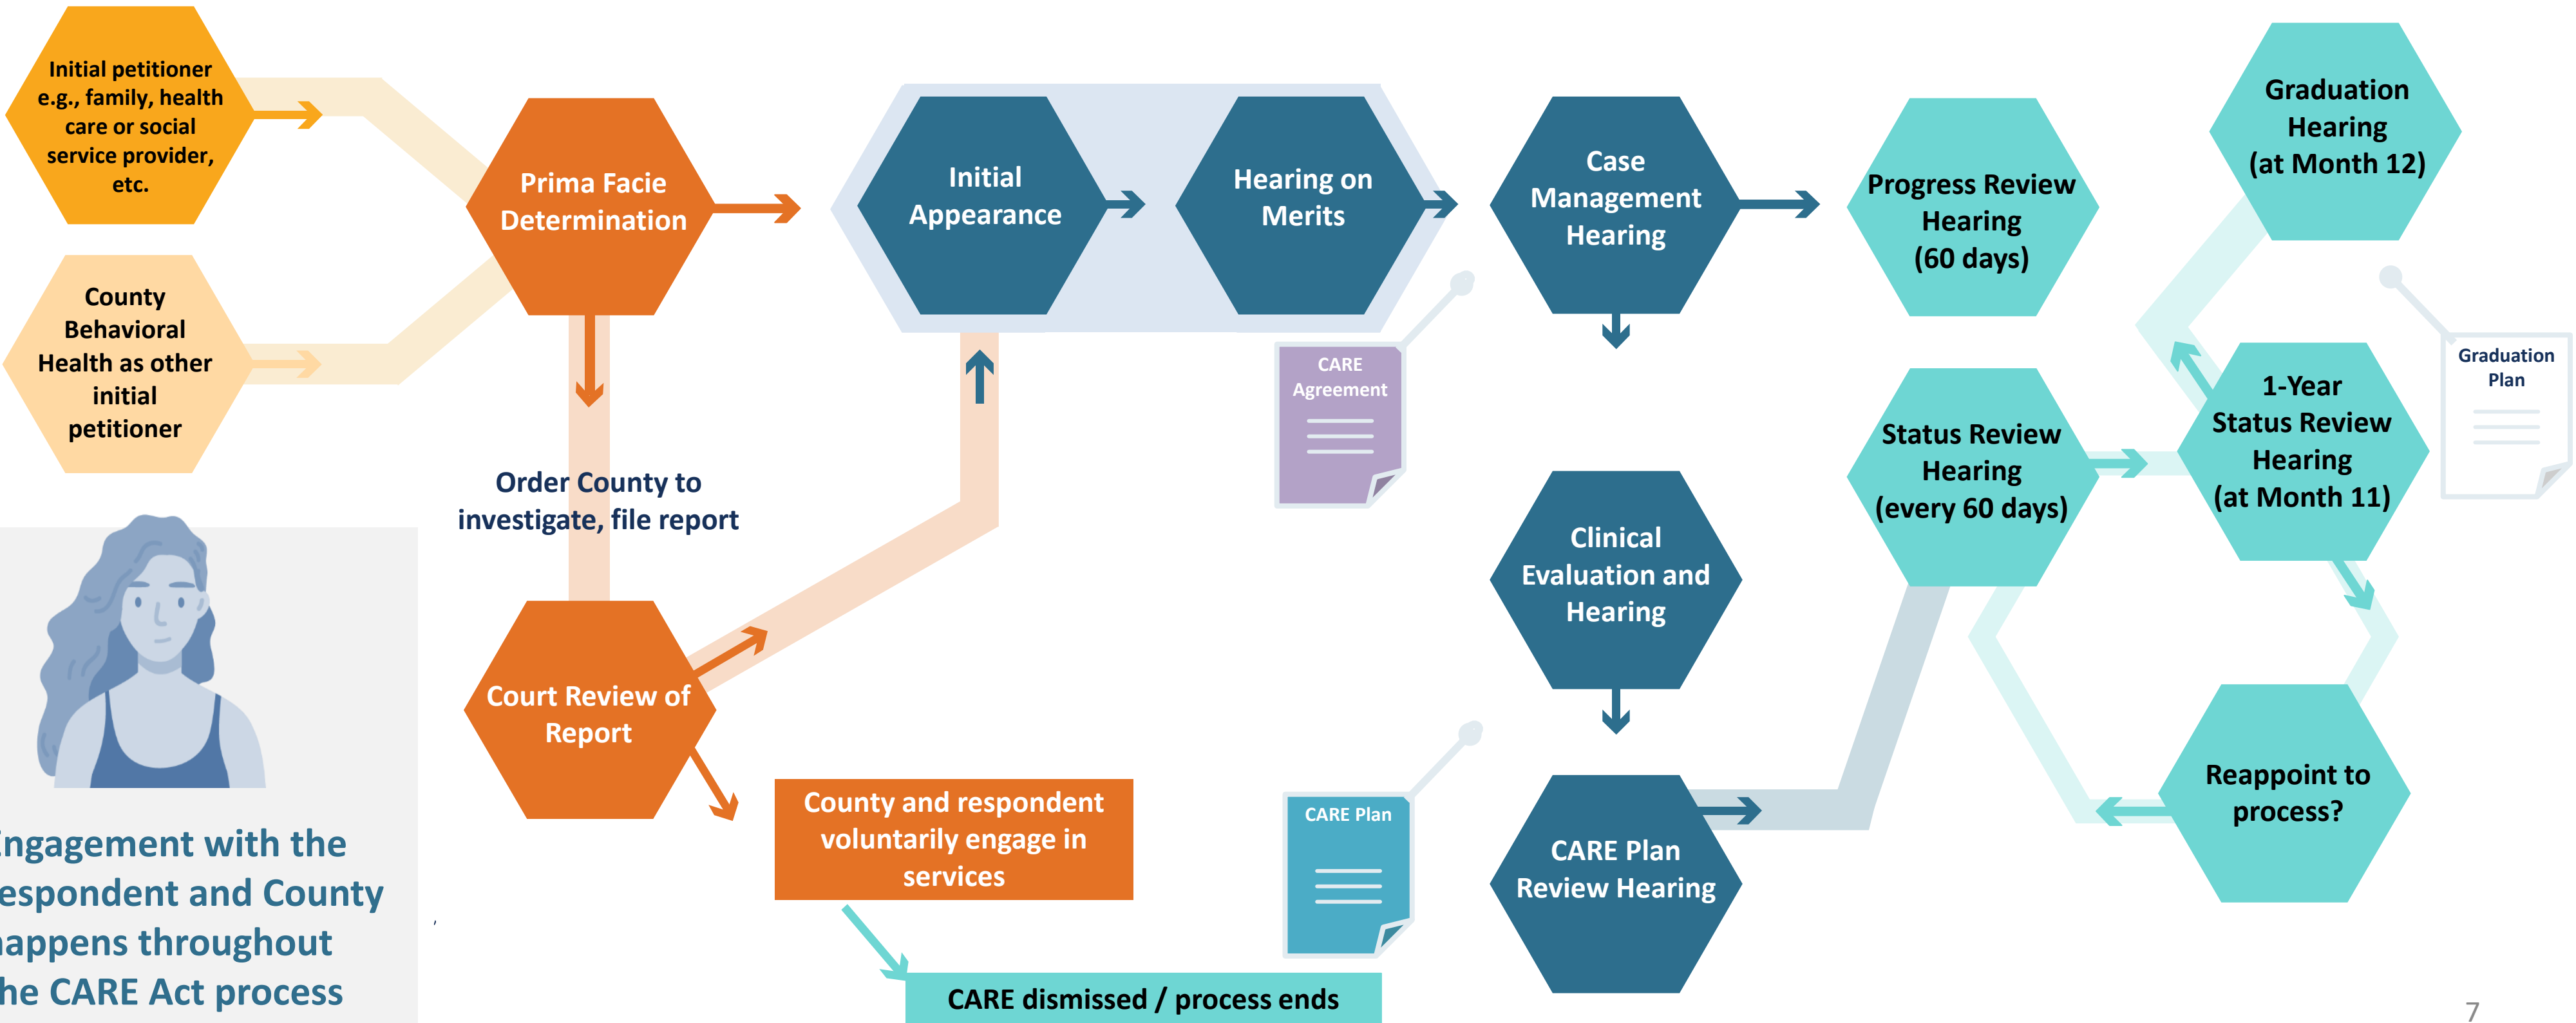 Initial petitioner
e.g., family, health
care or social
service provider,
etc.
County
Behavioral
Health as other
initial
petitioner
Prima Facie
Determination
Order County to
investigate, file report
Court Review of
Report
County and respondent
voluntarily engage in
services
CARE dismissed / process ends
Initial
Appearance
Hearing on
Merits
CARE
Agreement
Case
Management
Hearing
Clinical
Evaluation and
Hearing
CARE Plan
CARE Plan
Review Hearing
Progress Review
Hearing
(60 days)
Status Review
Hearing
(every 60 days)
Graduation
Hearing
(at Month 12)
1-Year
Status Review
Hearing
(at Month 11)
Graduation
Plan
Reappoint to
process?
ngagement with the
espondent and County
appens throughout
he CARE Act process
,
7